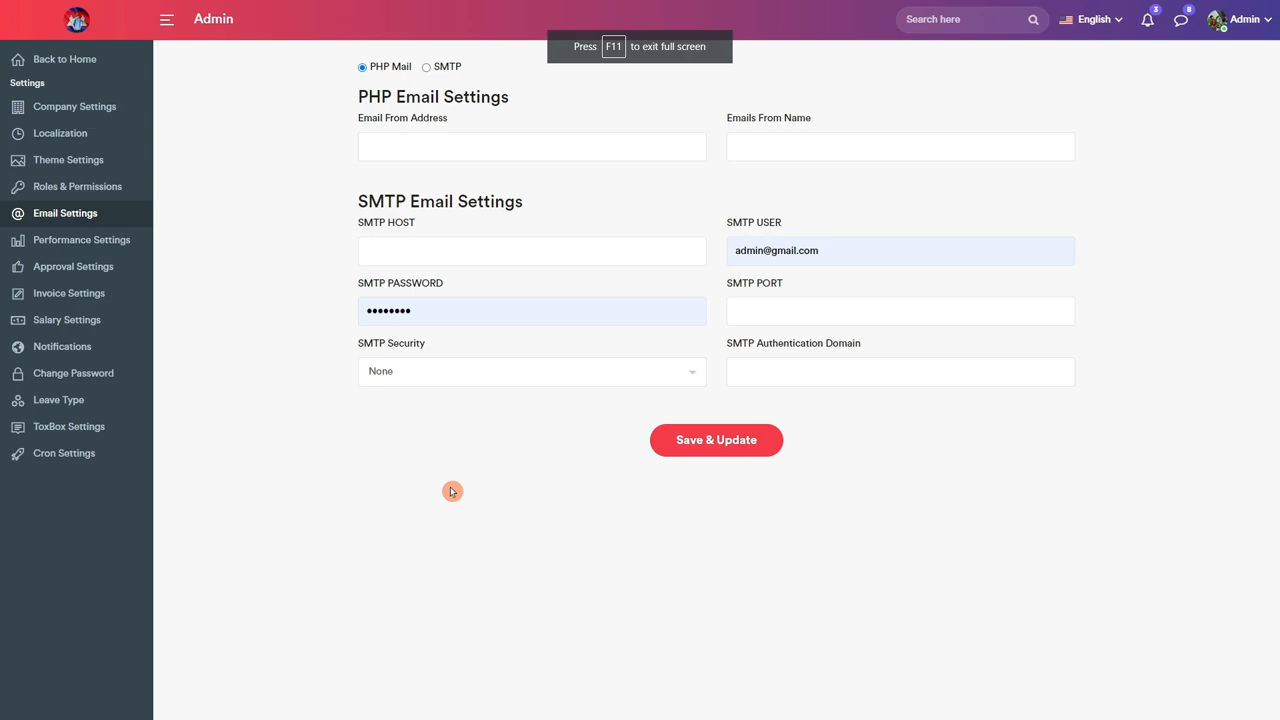 Admin
Search here
English
3
8
Admin
Press F11 to exit full screen
Back to Home
Settings
Company Settings
Localization
Theme Settings
Roles & Permissions
Email Settings
Performance Settings
Approval Settings
Invoice Settings
Salary Settings
Notifications
Change Password
Leave Type
ToxBox Settings
Cron Settings
PHP Mail SMTP
PHP Email Settings
Email From Address
Emails From Name
SMTP Email Settings
SMTP HOST
SMTP USER
admin@gmail.com
SMTP PASSWORD
••••••••
SMTP PORT
SMTP Security
None
SMTP Authentication Domain
Save & Update